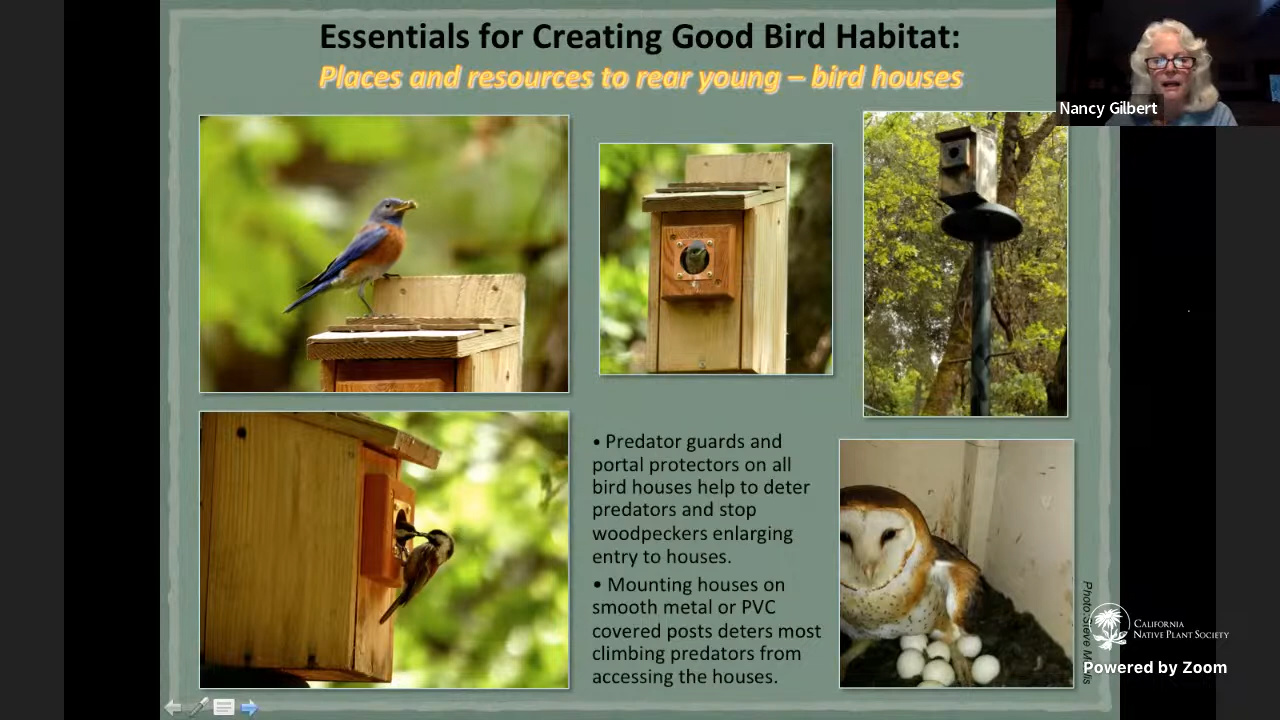 Essentials for Creating Good Bird Habitat:
Places and resources to rear young – bird houses
Nancy Gilbert
• Predator guards and
portal protectors on all
bird houses help to deter
predators and stop
woodpeckers enlarging
entry to houses.
• Mounting houses on
smooth metal or PVC
covered posts deters most
climbing predators from
accessing the houses.
Photo:
CALIFORNIA
NATIVE PLANT SOCIETY
Powered by Zoom